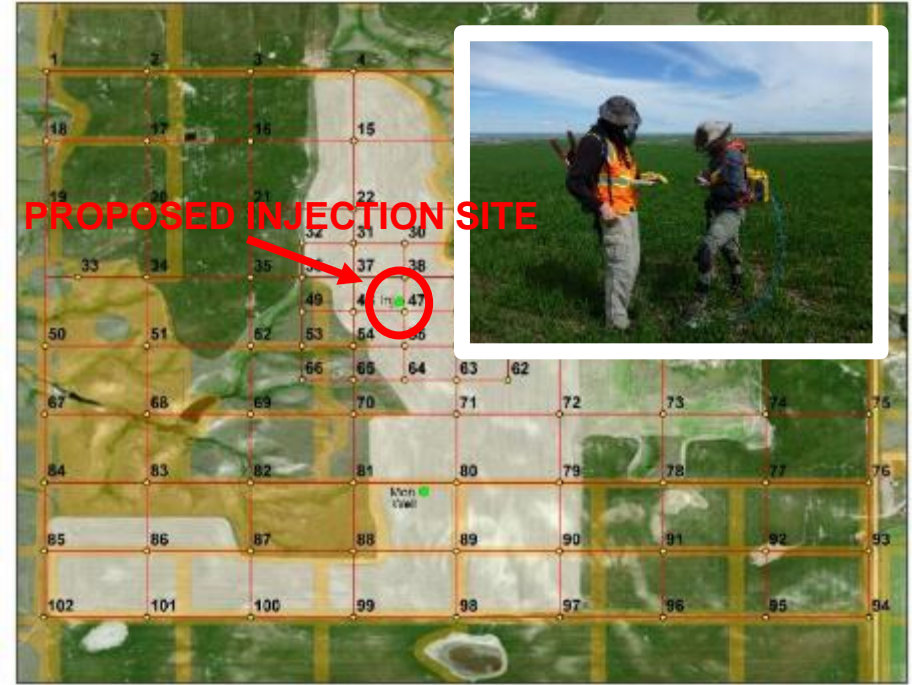 1 2 3 4
18 17 16 15
19 20 21 22
PROPOSED INJECTION SITE
32 31 30
33 34 35 37 38
49 47
50 51 52 53 54
66 65 64 63 62
67 68 69 70 71 72 73 74 75
84 83 82 81 80 79 78 77 76
Mon
Well
85 86 87 88 89 90 91 92 93
102 101 100 99 98 97 96 95 94